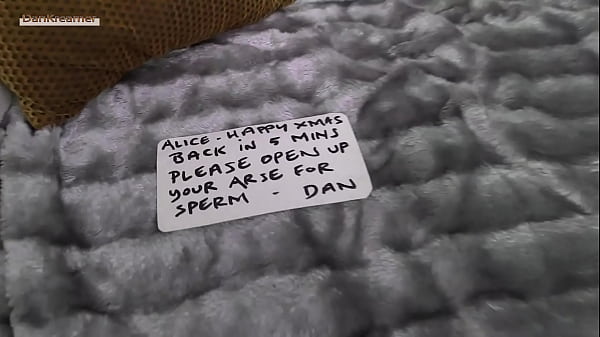 DanKreamer
ALICE - HAPPY XMAS
BACK IN 5 MINS
PLEASE OPEN UP
YOUR ARSE FOR
SPERM - DAN